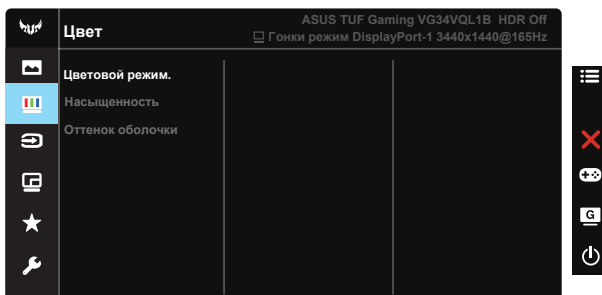 Цвет
ASUS TUF Gaming VG34VQL1B HDR Off
Гонки режим DisplayPort-1 3440x1440@165Hz
Цветовой режим.
Насыщенность
Оттенок оболочки
G